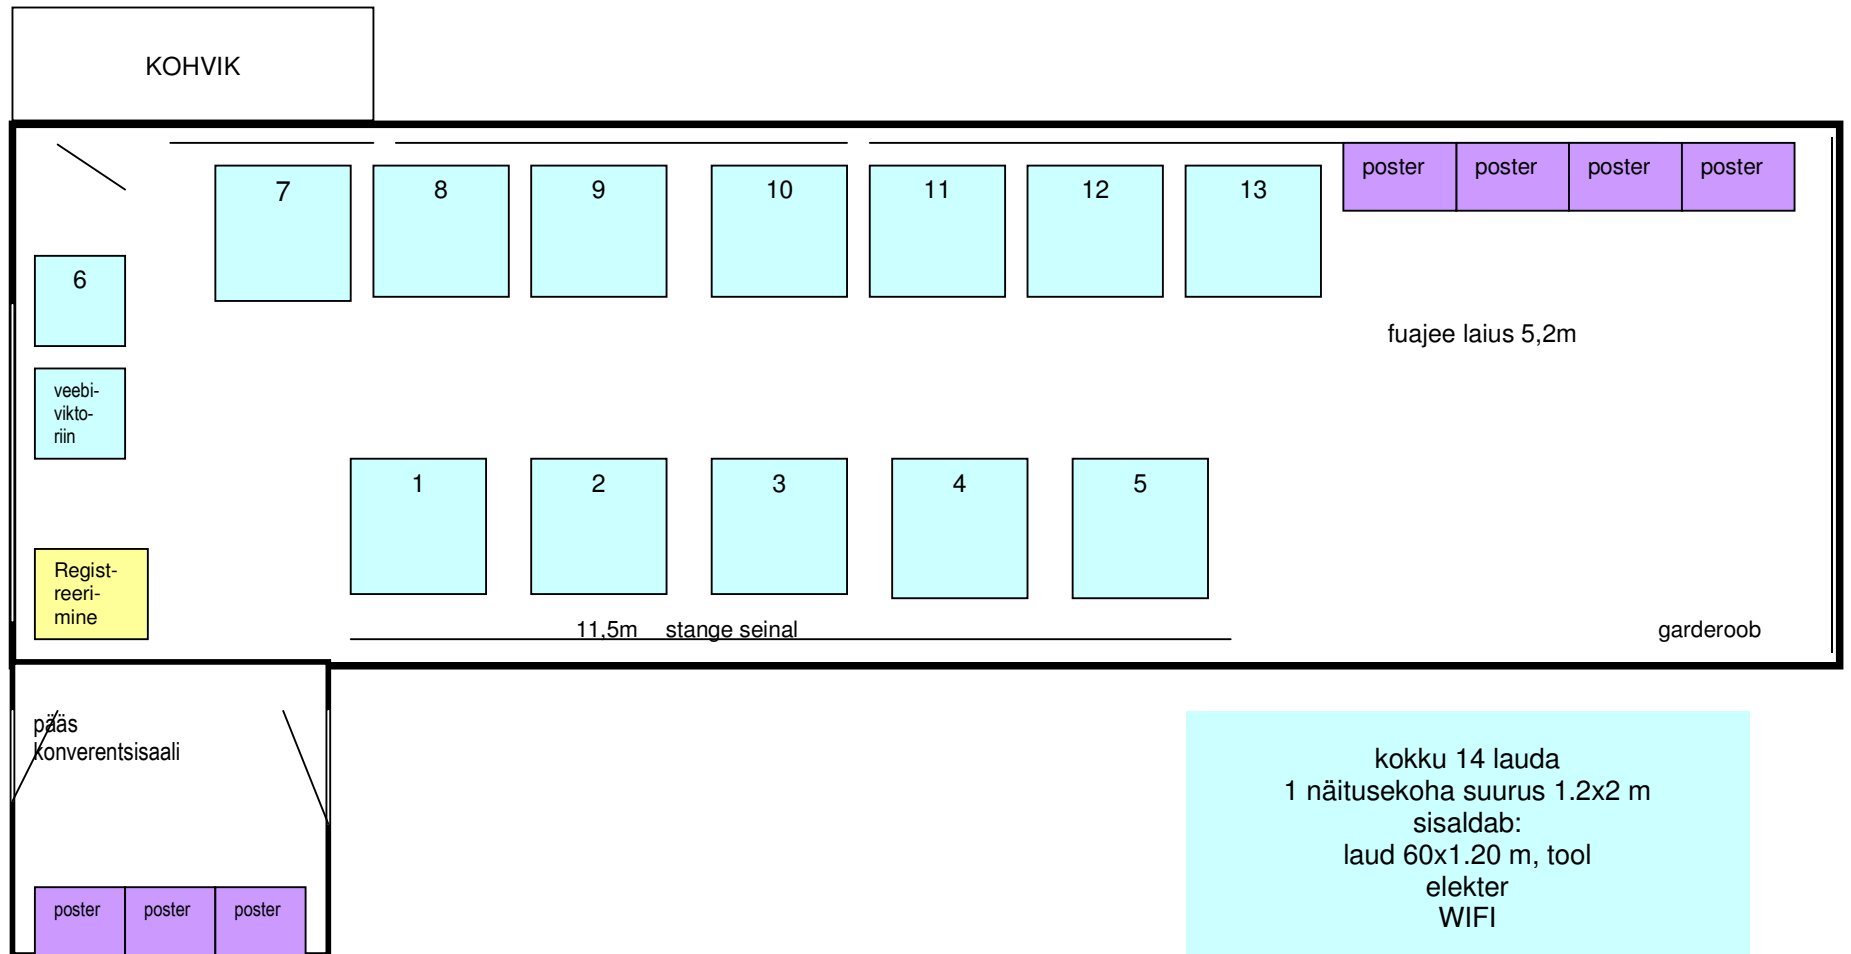 KOHVIK
7
8
9
10
11
12
13
poster
poster
poster
poster
6
fuajee laius 5,2m
veebi-
vikto-
riin
1
2
3
4
5
Regist-
reeri-
mine
11,5m stange seinal
garderoob
pääs
konverentsisaali
poster
poster
poster
kokku 14 lauda
1 näitusekoha suurus 1.2x2 m
sisaldab:
laud 60x1.20 m, tool
elekter
WIFI